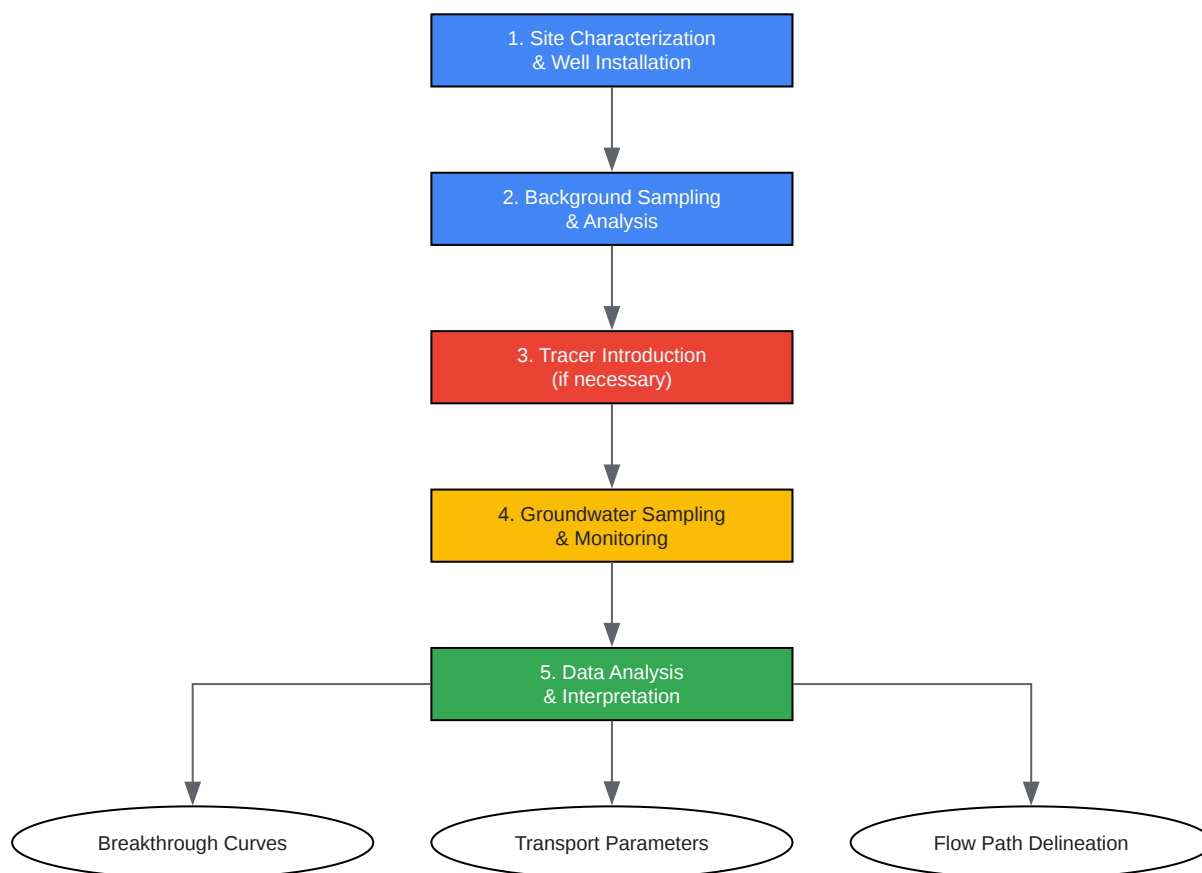 1. Site Characterization
& Well Installation
2. Background Sampling
& Analysis
3. Tracer Introduction
(if necessary)
4. Groundwater Sampling
& Monitoring
5. Data Analysis
& Interpretation
Breakthrough Curves
Transport Parameters
Flow Path Delineation